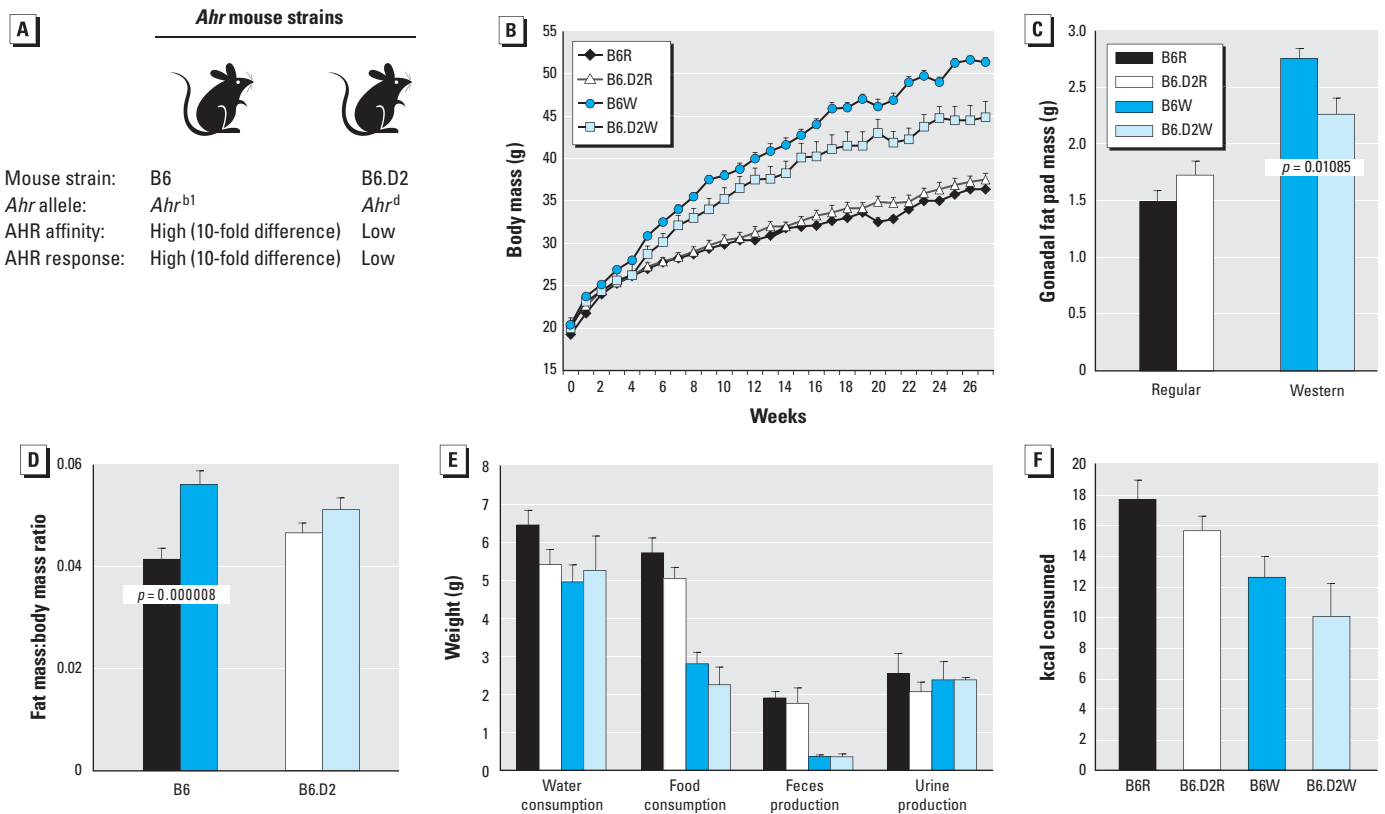 A
Ahr mouse strains
Mouse strain: B6 B6.D2
Ahr allele: Ahr^b1 Ahr^d
AHR affinity: High (10-fold difference) Low
AHR response: High (10-fold difference) Low
B
55
50
45
40
35
30
25
20
15
Body mass (g)
B6R
B6.D2R
B6W
B6.D2W
0 2 4 6 8 10 12 14 16 18 20 22 24 26
Weeks
C
3.0
2.5
2.0
1.5
1.0
0.5
0
Gonadal fat pad mass (g)
B6R
B6.D2R
B6W
B6.D2W
p = 0.01085
Regular Western
D
0.06
0.04
0.02
0
Fat mass:body mass ratio
p = 0.000008
B6 B6.D2
E
8
7
6
5
4
3
2
1
0
Weight (g)
Water consumption
Food consumption
Feces production
Urine production
F
20
18
16
14
12
10
8
6
4
2
0
kcal consumed
B6R B6.D2R B6W B6.D2W